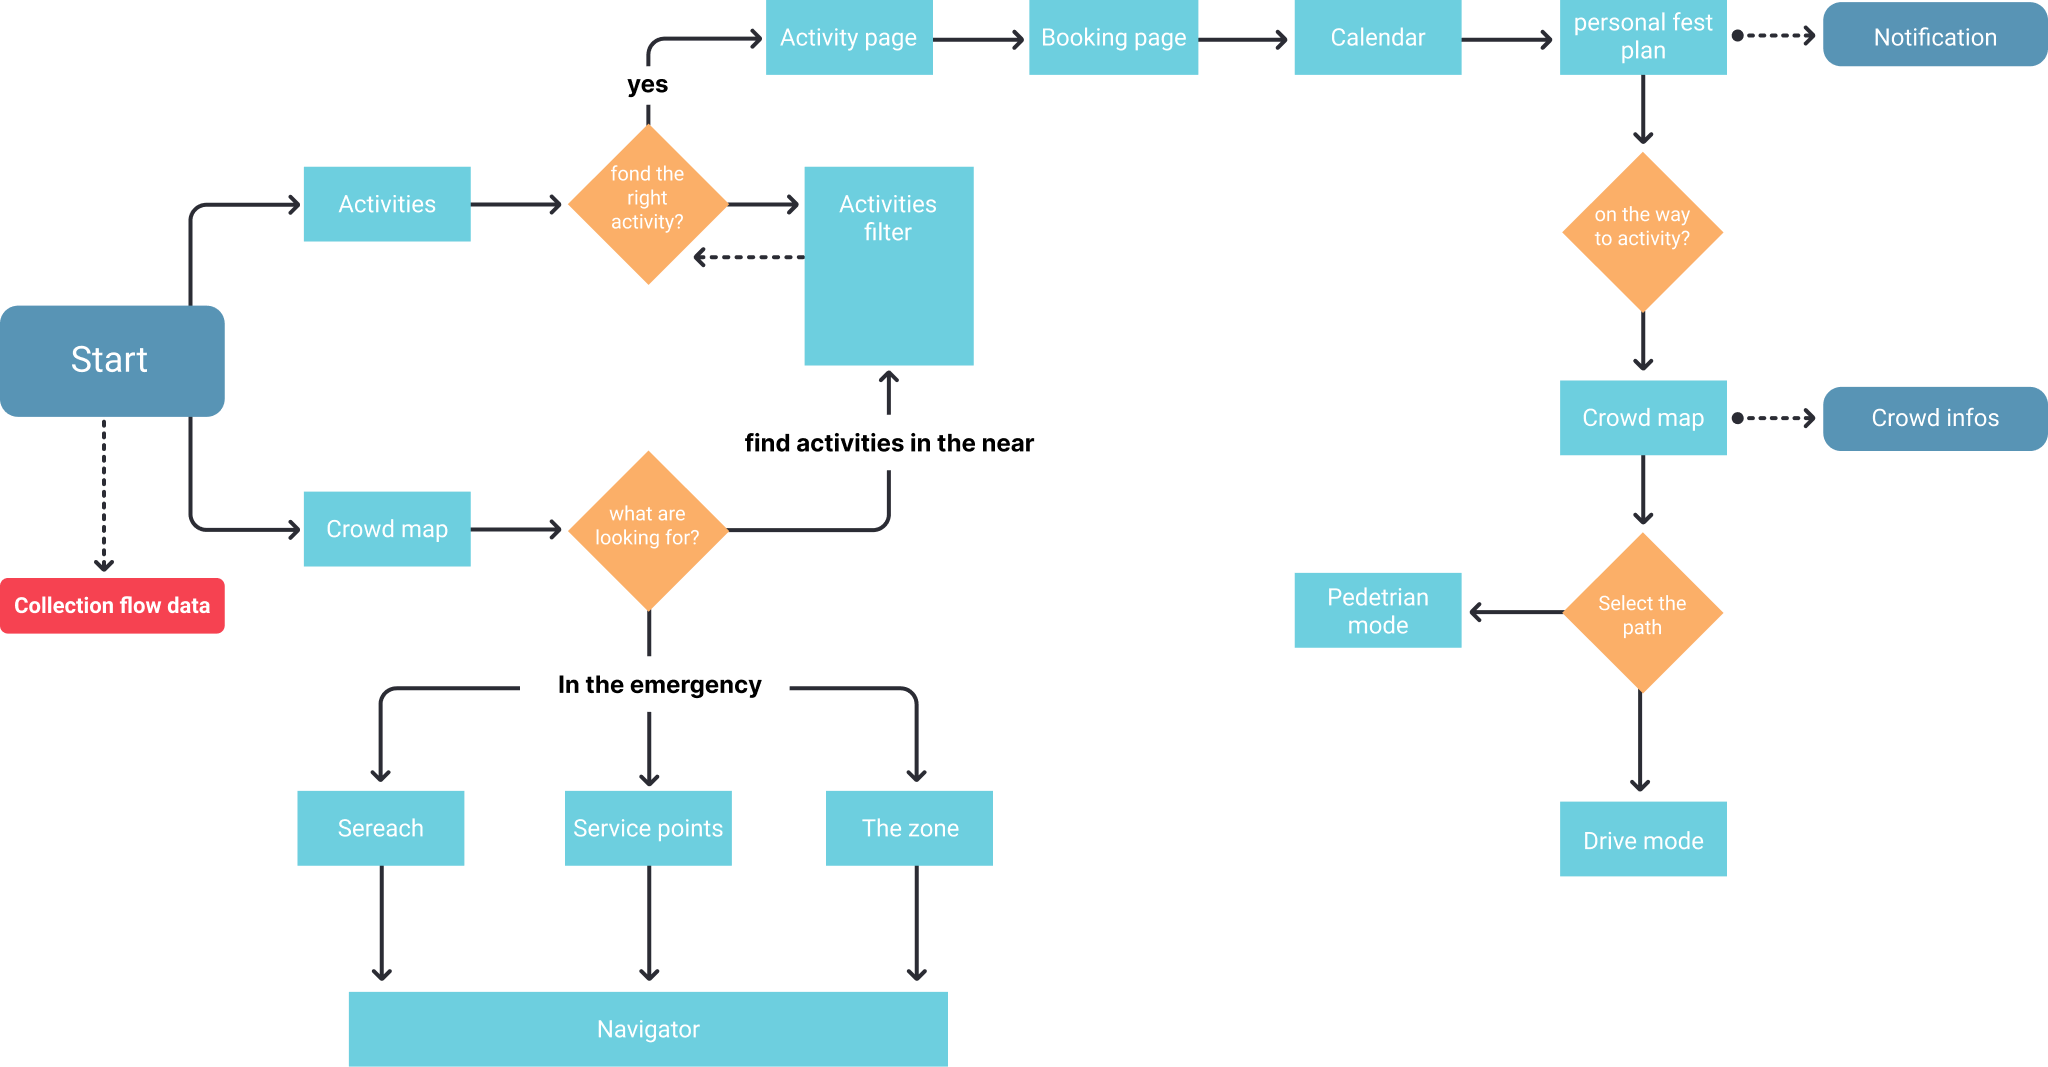 Activity page
Booking page
Calendar
personal fest
plan
Notification
yes
fond the
right
activity?
Activities
Activities
filter
on the way
to activity?
Start
Crowd map
Crowd infos
find activities in the near
what are
looking for?
Crowd map
Collection flow data
Pedetrian
mode
Select the
path
In the emergency
Sereach
Service points
The zone
Drive mode
Navigator